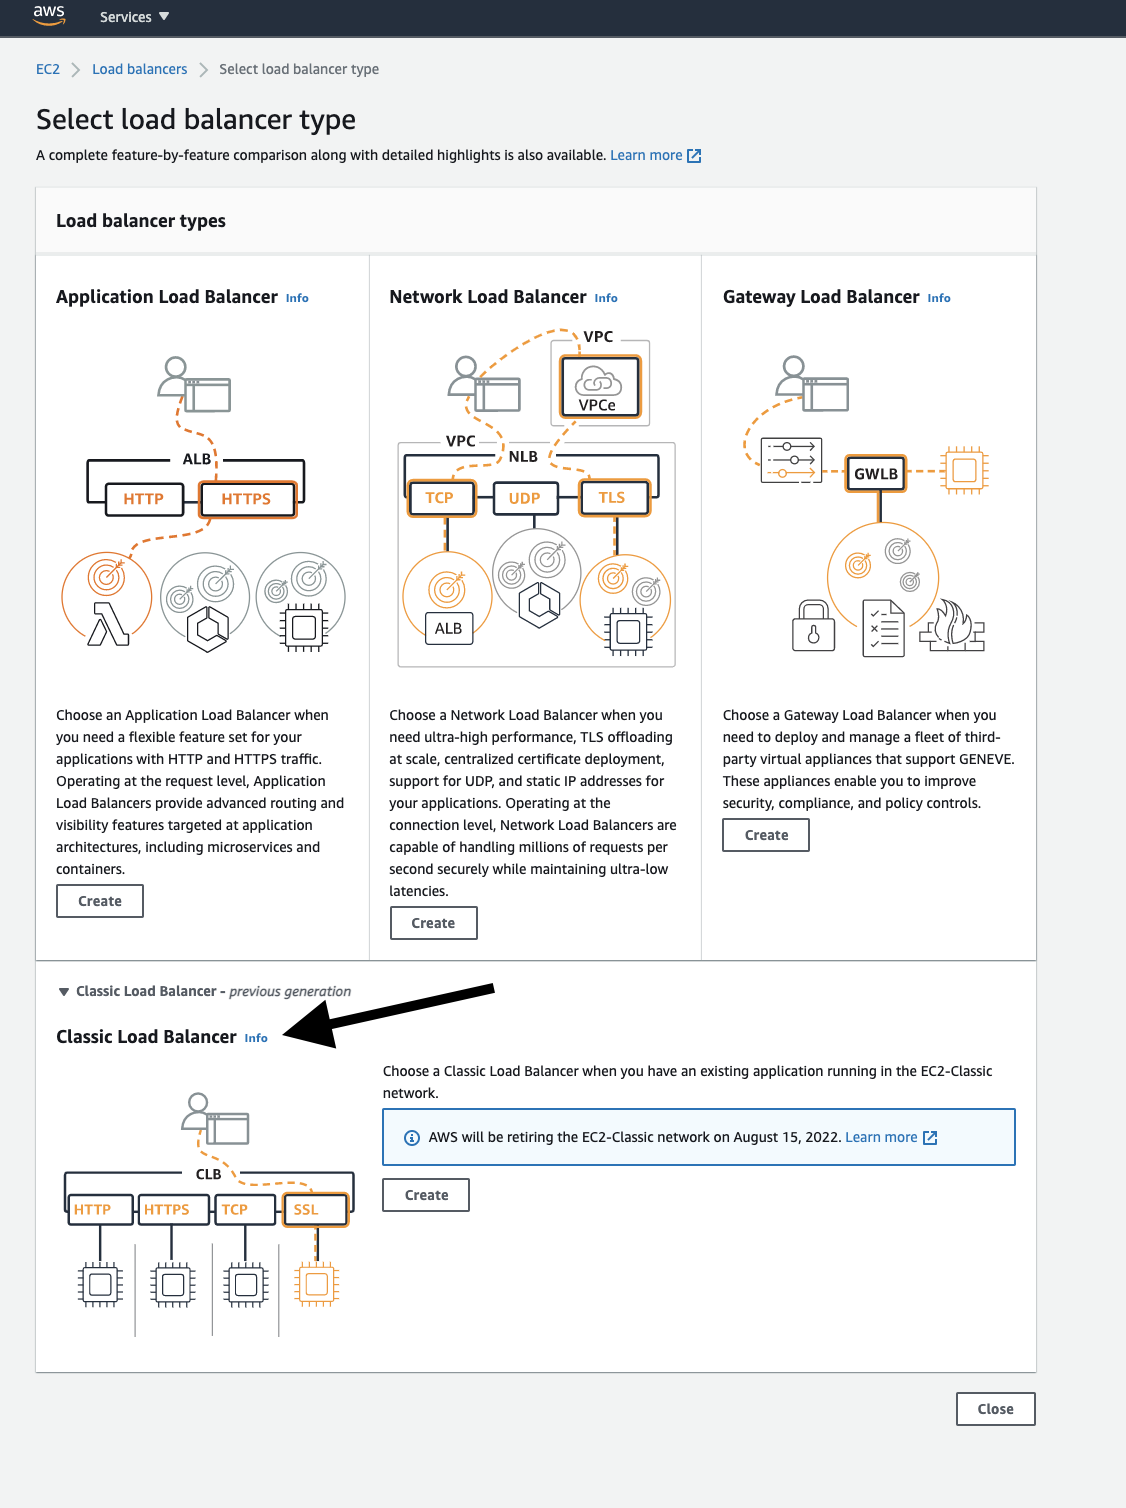 aws
Services
EC2 Load balancers Select load balancer type
Select load balancer type
A complete feature-by-feature comparison along with detailed highlights is also available. Learn more
Load balancer types
Application Load Balancer Info
ALB
HTTP HTTPS
Choose an Application Load Balancer when
you need a flexible feature set for your
applications with HTTP and HTTPS traffic.
Operating at the request level, Application
Load Balancers provide advanced routing and
visibility features targeted at application
architectures, including microservices and
containers.
Create
Network Load Balancer Info
VPC
VPCe
VPC
NLB
TCP UDP TLS
ALB
Choose a Network Load Balancer when you
need ultra-high performance, TLS offloading
at scale, centralized certificate deployment,
support for UDP, and static IP addresses for
your applications. Operating at the
connection level, Network Load Balancers are
capable of handling millions of requests per
second securely while maintaining ultra-low
latencies.
Create
Gateway Load Balancer Info
GWLB
Choose a Gateway Load Balancer when you
need to deploy and manage a fleet of third-
party virtual appliances that support GENEVE.
These appliances enable you to improve
security, compliance, and policy controls.
Create
Classic Load Balancer - previous generation
Classic Load Balancer Info
CLB
HTTP HTTPS TCP SSL
Choose a Classic Load Balancer when you have an existing application running in the EC2-Classic
network.
AWS will be retiring the EC2-Classic network on August 15, 2022. Learn more
Create
Close